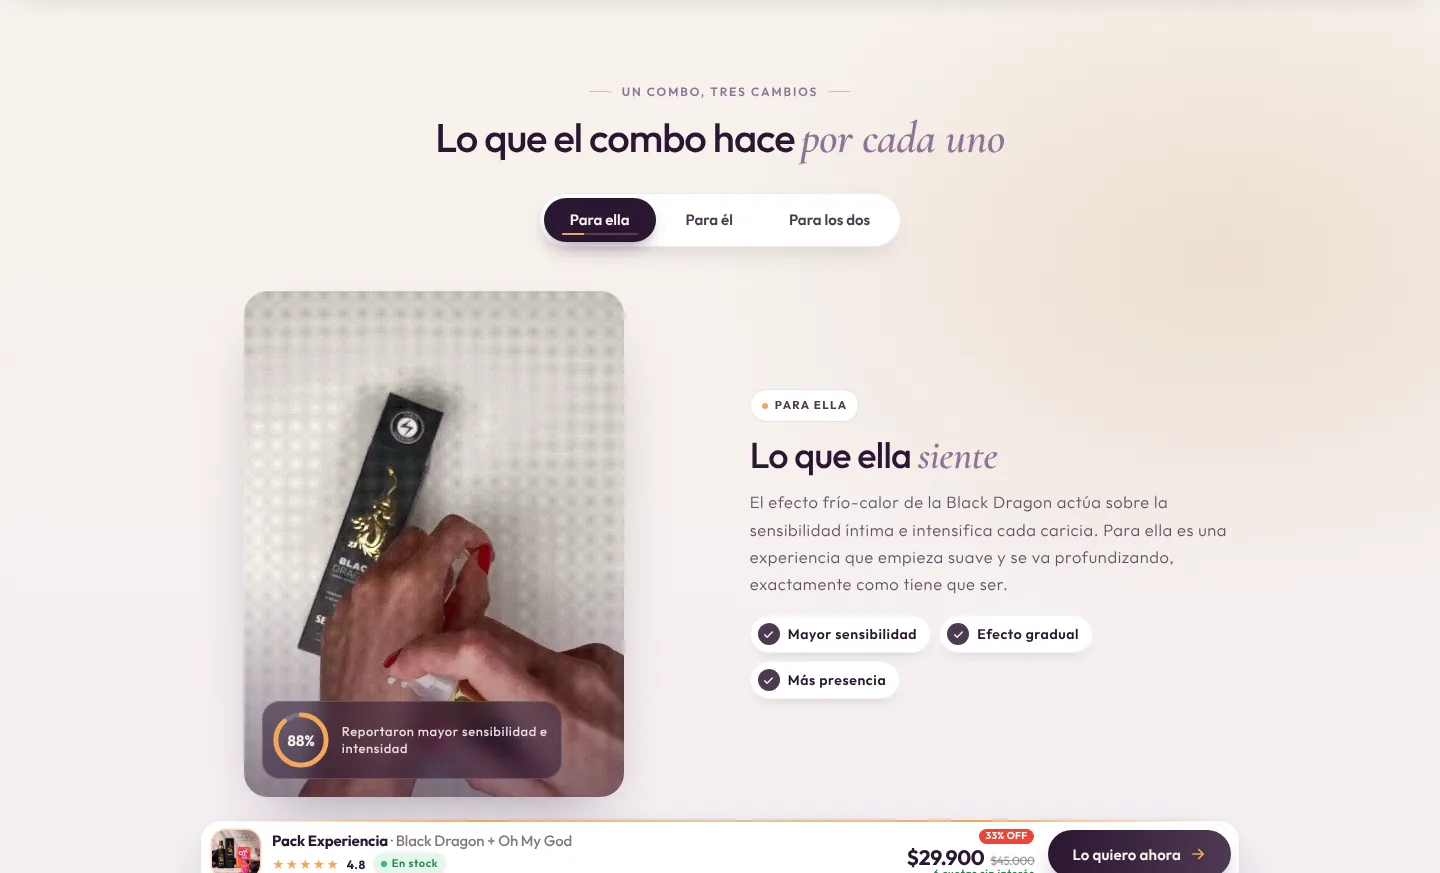 UN COMBO, TRES CAMBIOS
Lo que el combo hace por cada uno
Para ella
Para él
Para los dos
PARA ELLA
Lo que ella siente
El efecto frío-calor de la Black Dragon actúa sobre la
sensibilidad íntima e intensifica cada caricia. Para ella es una
experiencia que empieza suave y se va profundizando,
exactamente como tiene que ser.
Mayor sensibilidad
Efecto gradual
Más presencia
88%
Reportaron mayor sensibilidad e
intensidad
Pack Experiencia · Black Dragon + Oh My God
★★★★★ 4.8
En stock
33% OFF
$29.900 $45.000
6 cuotas sin interés
Lo quiero ahora →